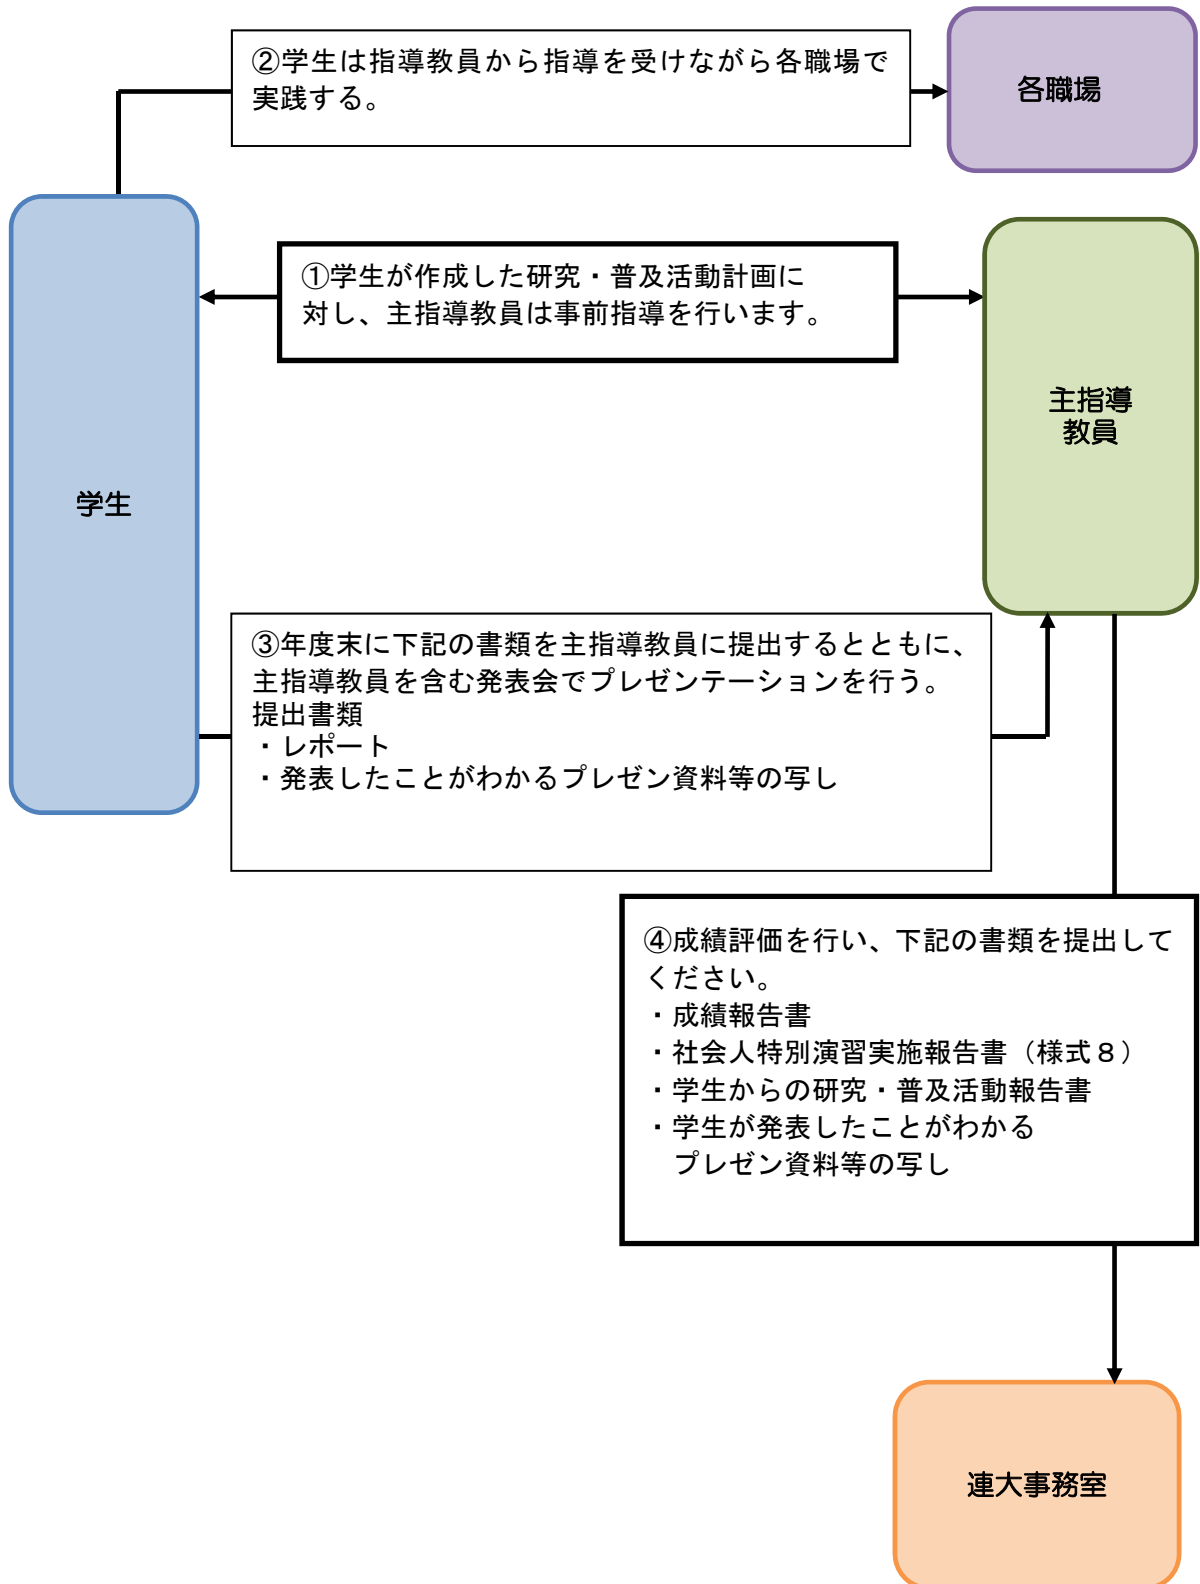 ②学生は指導教員から指導を受けながら各職場で
実践する。
各職場
①学生が作成した研究・普及活動計画に
対し、主指導教員は事前指導を行います。
主指導
教員
学生
③年度末に下記の書類を主指導教員に提出するとともに、
主指導教員を含む発表会でプレゼンテーションを行う。
提出書類
・レポート
・発表したことがわかるプレゼン資料等の写し
④成績評価を行い、下記の書類を提出して
ください。
・成績報告書
・社会人特別演習実施報告書（様式８）
・学生からの研究・普及活動報告書
・学生が発表したことがわかる
プレゼン資料等の写し
連大事務室